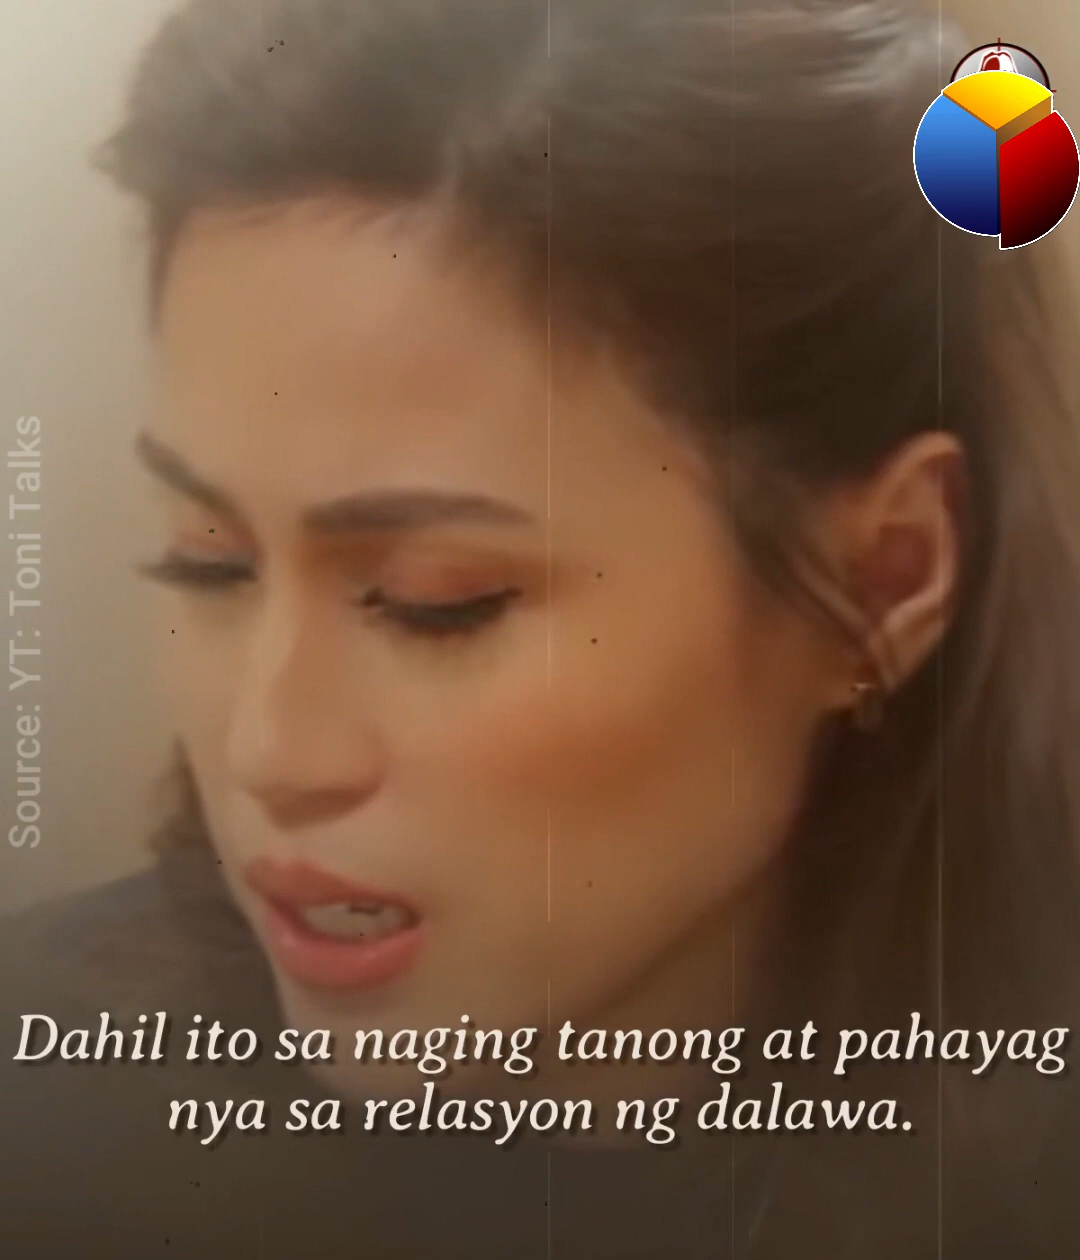 Source: YT: Toni Talks
Dahil ito sa naging tanong at pahayag
nya sa relasyon ng dalawa.